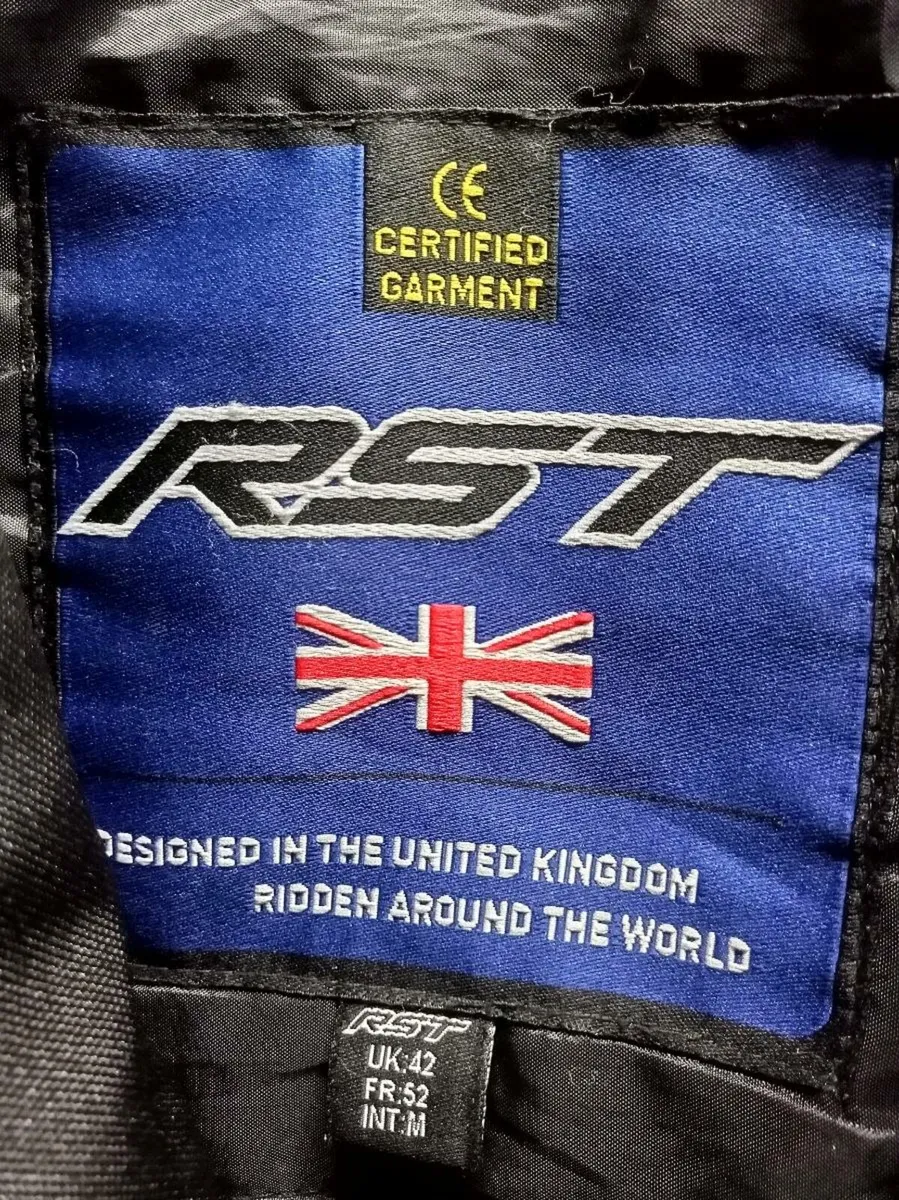 CE
CERTIFIED
GARMENT
RST
DESIGNED IN THE UNITED KINGDOM
RIDDEN AROUND THE WORLD
RST
UK:42
FR:52
INT:M